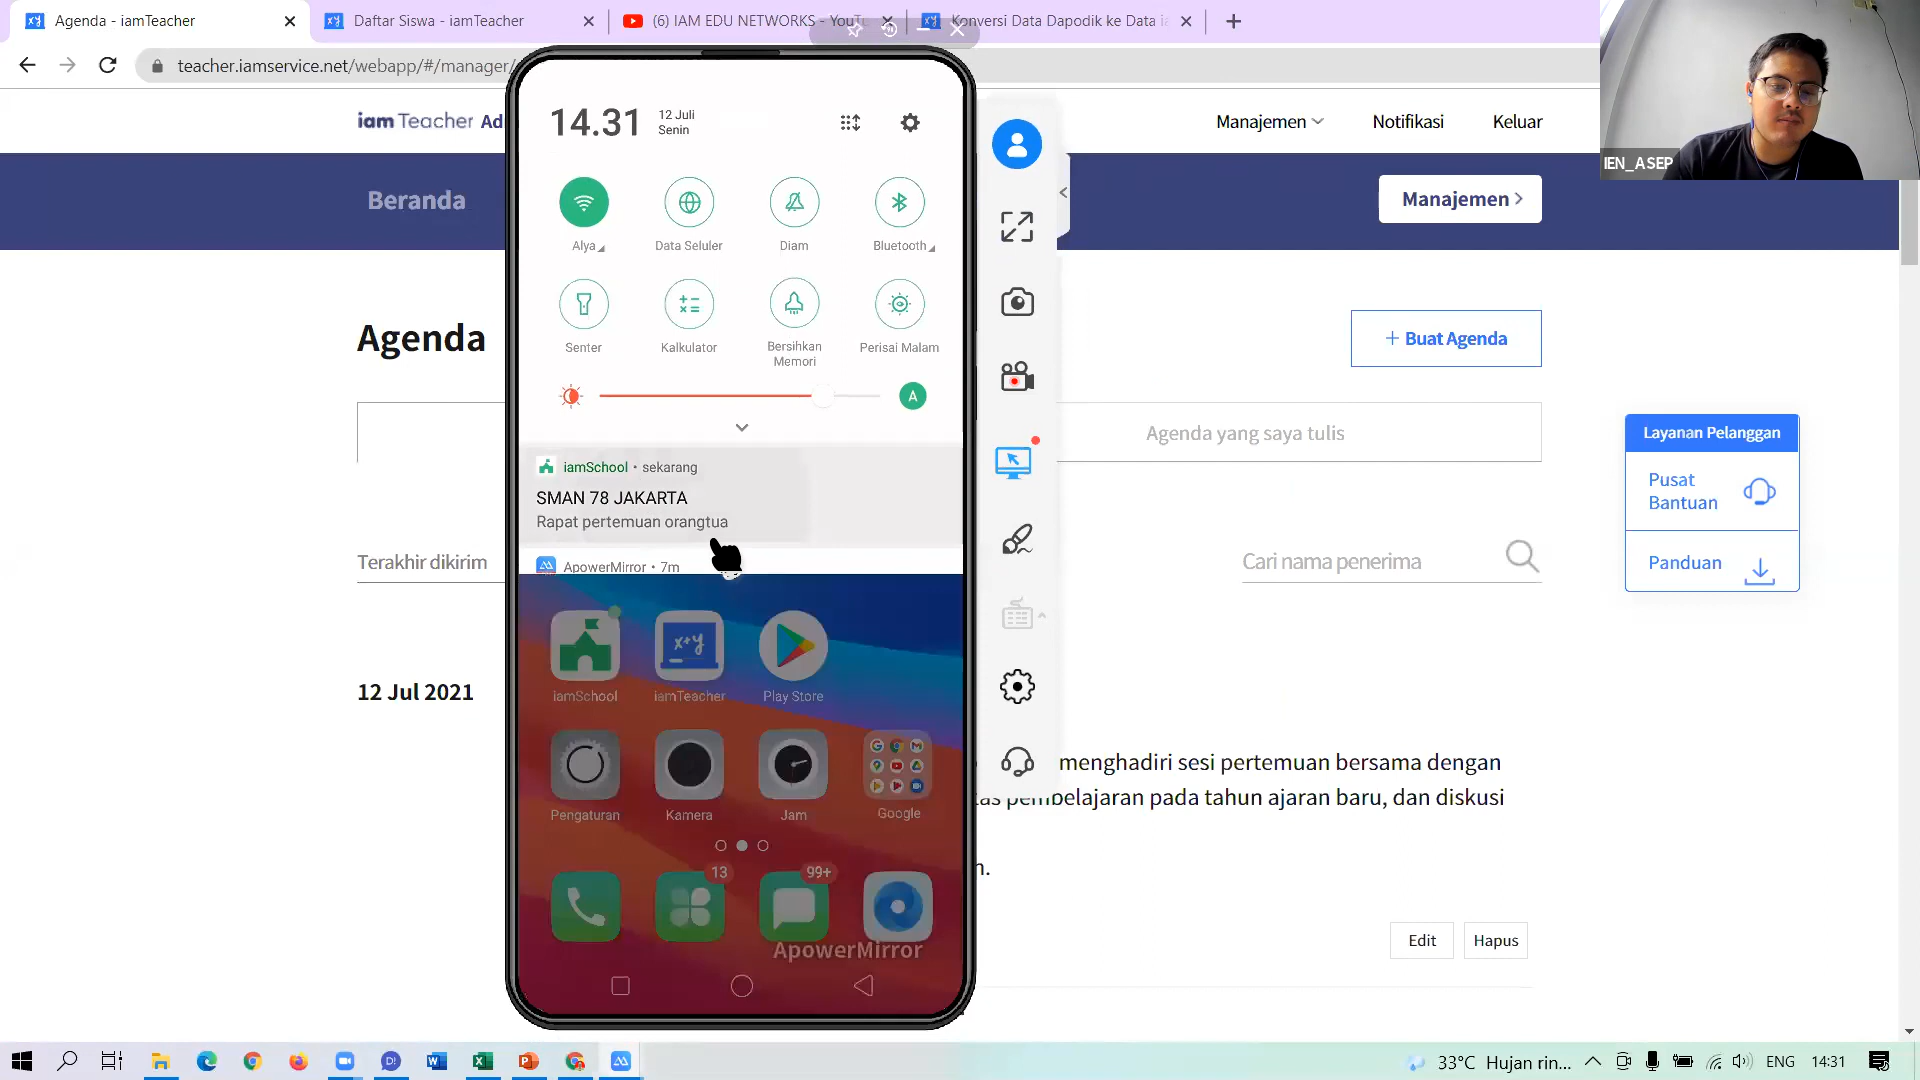 Agenda - iamTeacher
Daftar Siswa - iamTeacher
(6) IAM EDU NETWORKS - YouTu
Konversi Data Dapodik ke Data ia
teacher.iamservice.net/webapp/#/manager/
iam Teacher Ad
Manajemen
Notifikasi
Keluar
IEN_ASEP
Beranda
Manajemen
Agenda
+ Buat Agenda
Agenda yang saya tulis
Layanan Pelanggan
Pusat
Bantuan
Panduan
Terakhir dikirim
Cari nama penerima
12 Jul 2021
menghadiri sesi pertemuan bersama dengan
tas pembelajaran pada tahun ajaran baru, dan diskusi
n.
Edit
Hapus
14.31
12 Juli
Senin
Alya
Data Seluler
Diam
Bluetooth
Senter
Kalkulator
Bersihkan
Memori
Perisai Malam
A
iamSchool • sekarang
SMAN 78 JAKARTA
Rapat pertemuan orangtua
ApowerMirror • 7m
x+y
iamSchool
iamTeacher
Play Store
Pengaturan
Kamera
Jam
Google
13
99+
ApowerMirror
33°C Hujan rin...
ENG
14:31